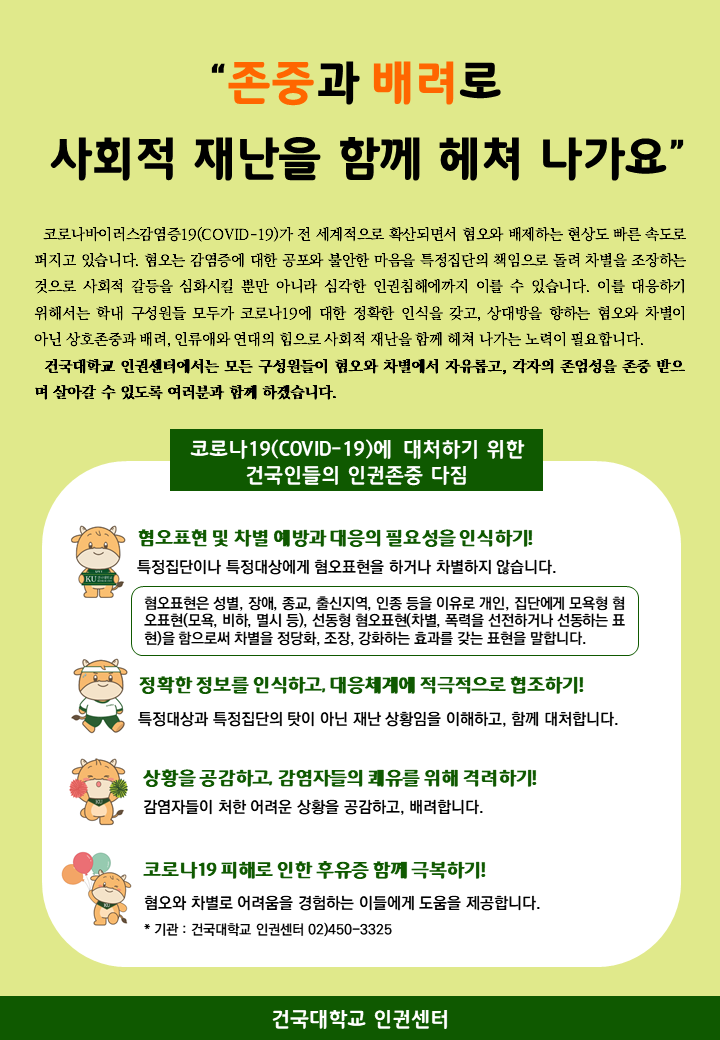 “존중과 배려로
사회적 재난을 함께 헤쳐 나가요”
코로나바이러스감염증19(COVID-19)가 전 세계적으로 확산되면서 혐오와 배제하는 현상도 빠른 속도로
퍼지고 있습니다. 혐오는 감염증에 대한 공포와 불안한 마음을 특정집단의 책임으로 돌려 차별을 조장하는
것으로 사회적 갈등을 심화시킬 뿐만 아니라 심각한 인권침해에까지 이를 수 있습니다. 이를 대응하기
위해서는 학내 구성원들 모두가 코로나19에 대한 정확한 인식을 갖고, 상대방을 향하는 혐오와 차별이
아닌 상호존중과 배려, 인류애와 연대의 힘으로 사회적 재난을 함께 헤쳐 나가는 노력이 필요합니다.
건국대학교 인권센터에서는 모든 구성원들이 혐오와 차별에서 자유롭고, 각자의 존엄성을 존중 받으
며 살아갈 수 있도록 여러분과 함께 하겠습니다.
코로나19(COVID-19)에 대처하기 위한
건국인들의 인권존중 다짐
혐오표현 및 차별 예방과 대응의 필요성을 인식하기!
특정집단이나 특정대상에게 혐오표현을 하거나 차별하지 않습니다.
혐오표현은 성별, 장애, 종교, 출신지역, 인종 등을 이유로 개인, 집단에게 모욕형 혐
오표현(모욕, 비하, 멸시 등), 선동형 혐오표현(차별, 폭력을 선전하거나 선동하는 표
현)을 함으로써 차별을 정당화, 조장, 강화하는 효과를 갖는 표현을 말합니다.
정확한 정보를 인식하고, 대응체계에 적극적으로 협조하기!
특정대상과 특정집단의 탓이 아닌 재난 상황임을 이해하고, 함께 대처합니다.
상황을 공감하고, 감염자들의 쾌유를 위해 격려하기!
감염자들이 처한 어려운 상황을 공감하고, 배려합니다.
코로나19 피해로 인한 후유증 함께 극복하기!
혐오와 차별로 어려움을 경험하는 이들에게 도움을 제공합니다.
* 기관 : 건국대학교 인권센터 02)450-3325
건국대학교 인권센터